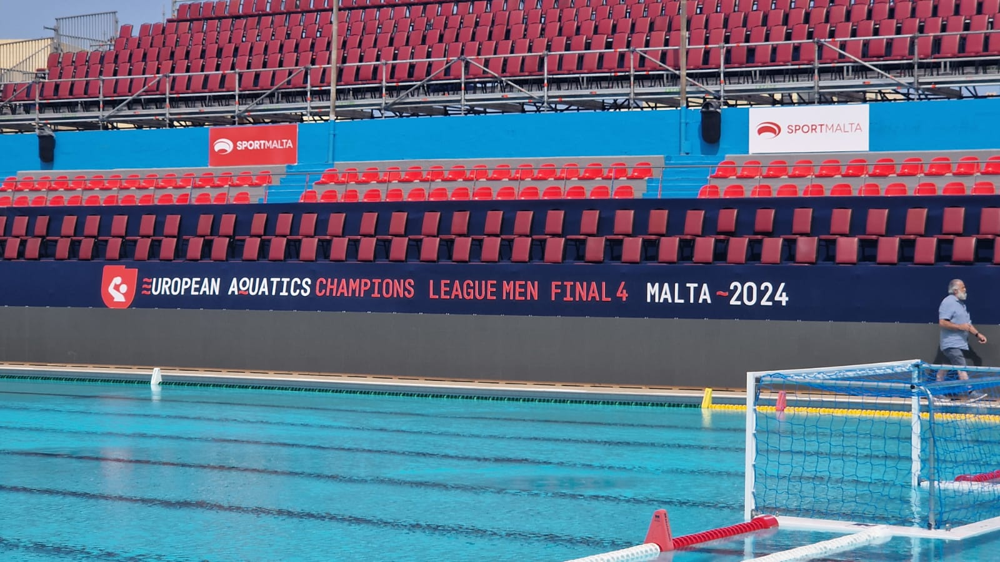 SPORTMALTA
SPORTMALTA
EUROPEAN AQUATICS CHAMPIONS LEAGUE MEN FINAL 4 MALTA ~2024